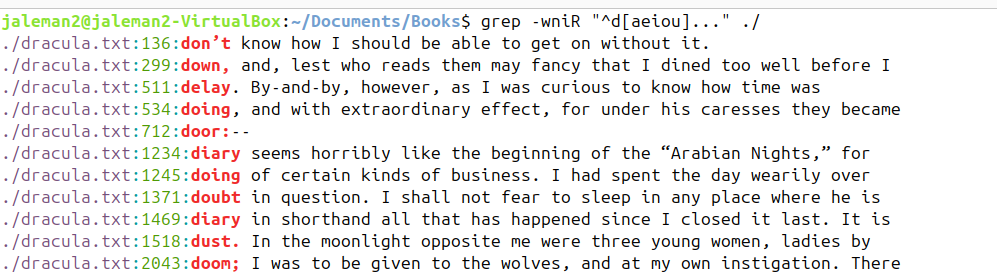 jaleman2@jaleman2-VirtualBox:~/Documents/Books$ grep -wniR "^d[aeiou]..." ./
./dracula.txt:136:don’t know how I should be able to get on without it.
./dracula.txt:299:down, and, lest who reads them may fancy that I dined too well before I
./dracula.txt:511:delay. By-and-by, however, as I was curious to know how time was
./dracula.txt:534:doing, and with extraordinary effect, for under his caresses they became
./dracula.txt:712:door:--
./dracula.txt:1234:diary seems horribly like the beginning of the “Arabian Nights,” for
./dracula.txt:1245:doing of certain kinds of business. I had spent the day wearily over
./dracula.txt:1371:doubt in question. I shall not fear to sleep in any place where he is
./dracula.txt:1469:diary in shorthand all that has happened since I closed it last. It is
./dracula.txt:1518:dust. In the moonlight opposite me were three young women, ladies by
./dracula.txt:2043:doom; I was to be given to the wolves, and at my own instigation. There